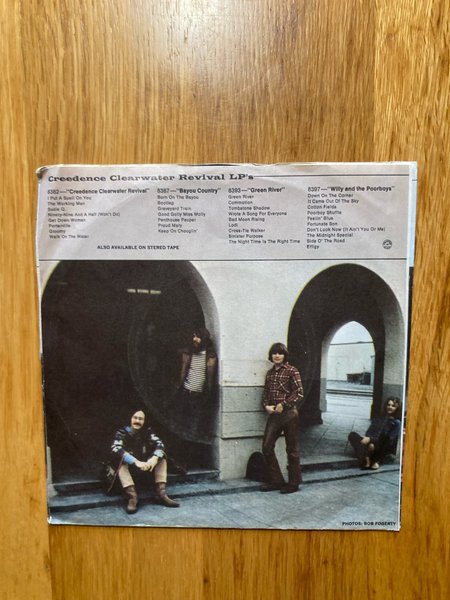 Creedence Clearwater Revival LP's
8382—"Creedence Clearwater Revival"
I Put A Spell On You
The Working Man
Susie Q.
Ninety-Nine And A Half (Won't Do)
Get Down Woman
Porterville
Gloomy
Walk On The Water
8387—"Bayou Country"
Born On The Bayou
Bootleg
Graveyard Train
Good Golly Miss Molly
Penthouse Pauper
Proud Mary
Keep On Chooglin'
8393—"Green River"
Green River
Commotion
Tombstone Shadow
Wrote A Song For Everyone
Bad Moon Rising
Lodi
Cross-Tie Walker
Sinister Purpose
The Night Time Is The Right Time
8397—"Willy and the Poorboys"
Down On The Corner
It Came Out Of The Sky
Cotton Fields
Poorboy Shuffle
Feelin' Blue
Fortunate Son
Don't Look Now (It Ain't You Or Me)
The Midnight Special
Side O' The Road
Effigy
ALSO AVAILABLE ON STEREO TAPE
PHOTOS: BOB FOGERTY